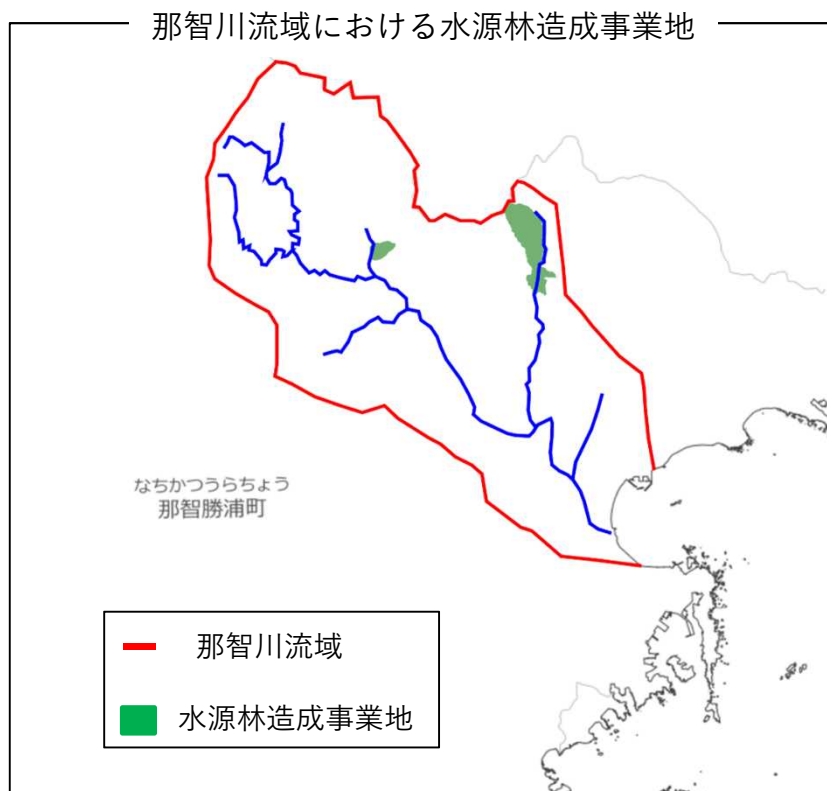 那智川流域における水源林造成事業地
なちかつうらちょう
那智勝浦町
那智川流域
水源林造成事業地